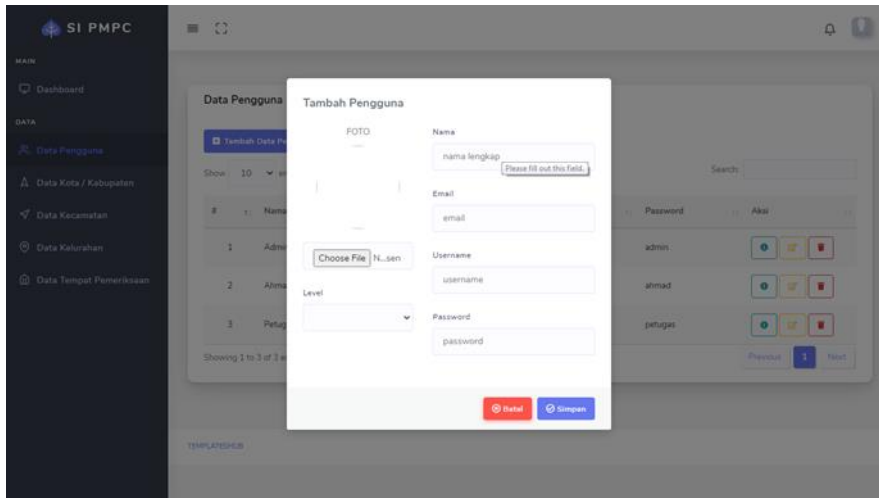 SI PMPC
MAIN
Dashboard
DATA
Data Pengguna
Data Kota / Kabupaten
Data Kecamatan
Data Kelurahan
Data Tempat Pemeriksaan
Data Pengguna
Tambah Data Pe
Show 10
Search:
# Nama Password Aksi
1 Admi admin
2 Ahma ahmad
3 Petug petugas
Showing 1 to 3 of 3 e
Previous 1 Next
Tambah Pengguna
FOTO
Choose File N...sen
Level
Nama
nama lengkap
Please fill out this field.
Email
email
Username
username
Password
password
Batal Simpan
TEMPLATESHUB